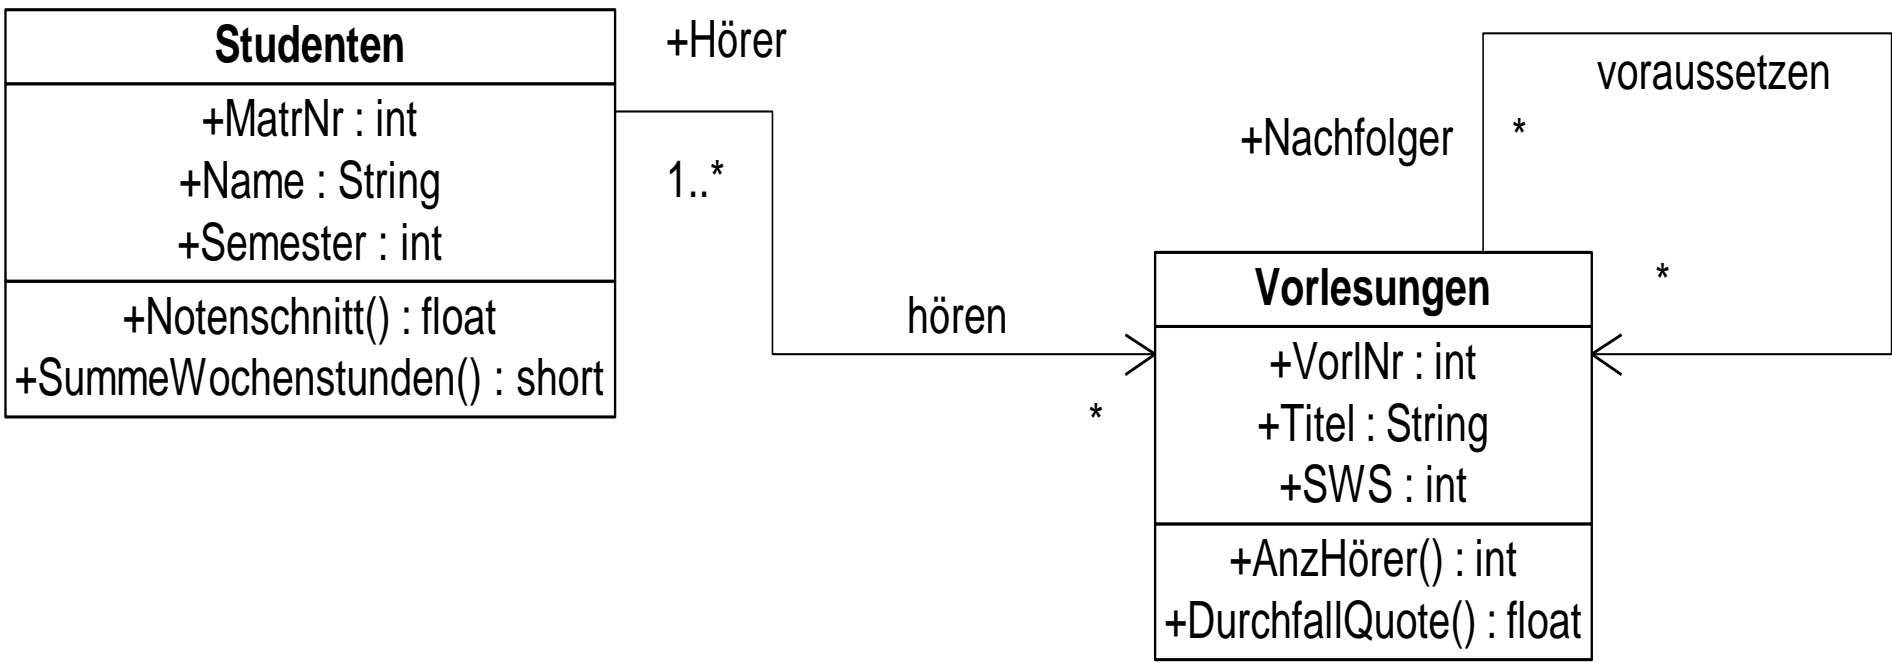 Studenten
+MatrNr : int
+Name : String
+Semester : int
+Notenschnitt() : float
+SummeWochenstunden() : short
+Hörer
1..*
hören
*
+Nachfolger
*
voraussetzen
*
Vorlesungen
+VorlNr : int
+Titel : String
+SWS : int
+AnzHörer() : int
+DurchfallQuote() : float